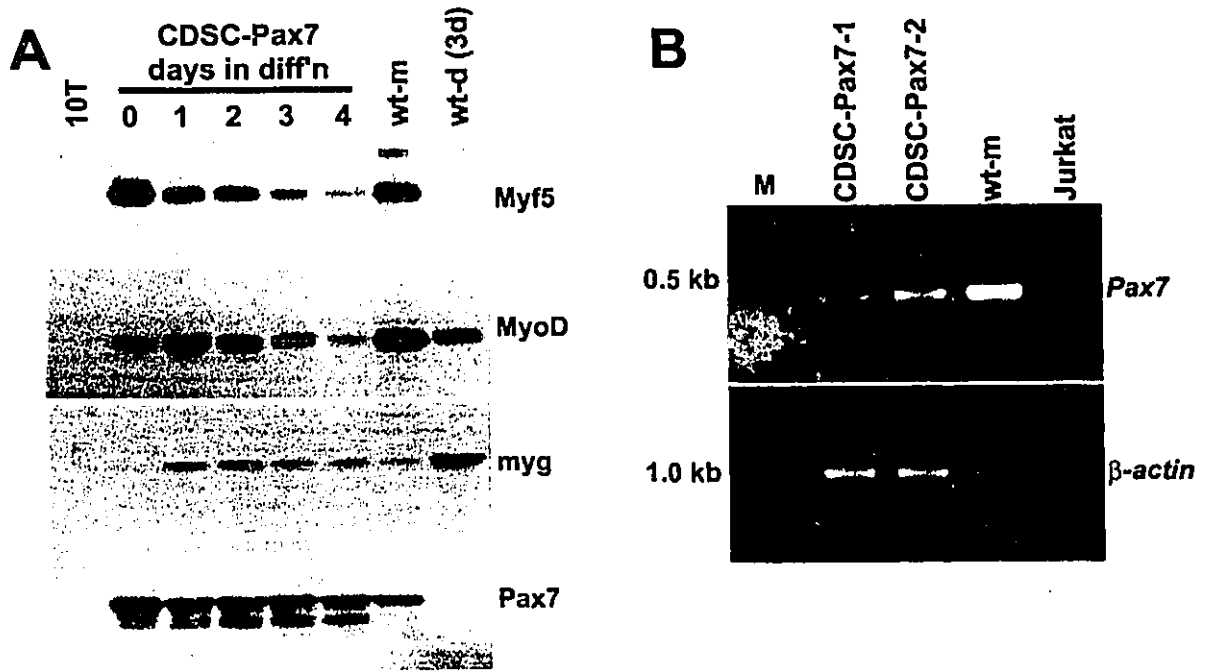 A
CDSC-Pax7
days in diff'n
10T
0 1 2 3 4
wt-m
wt-d (3d)
Myf5
MyoD
myg
Pax7
B
M
CDSC-Pax7-1
CDSC-Pax7-2
wt-m
Jurkat
0.5 kb
Pax7
1.0 kb
β-actin